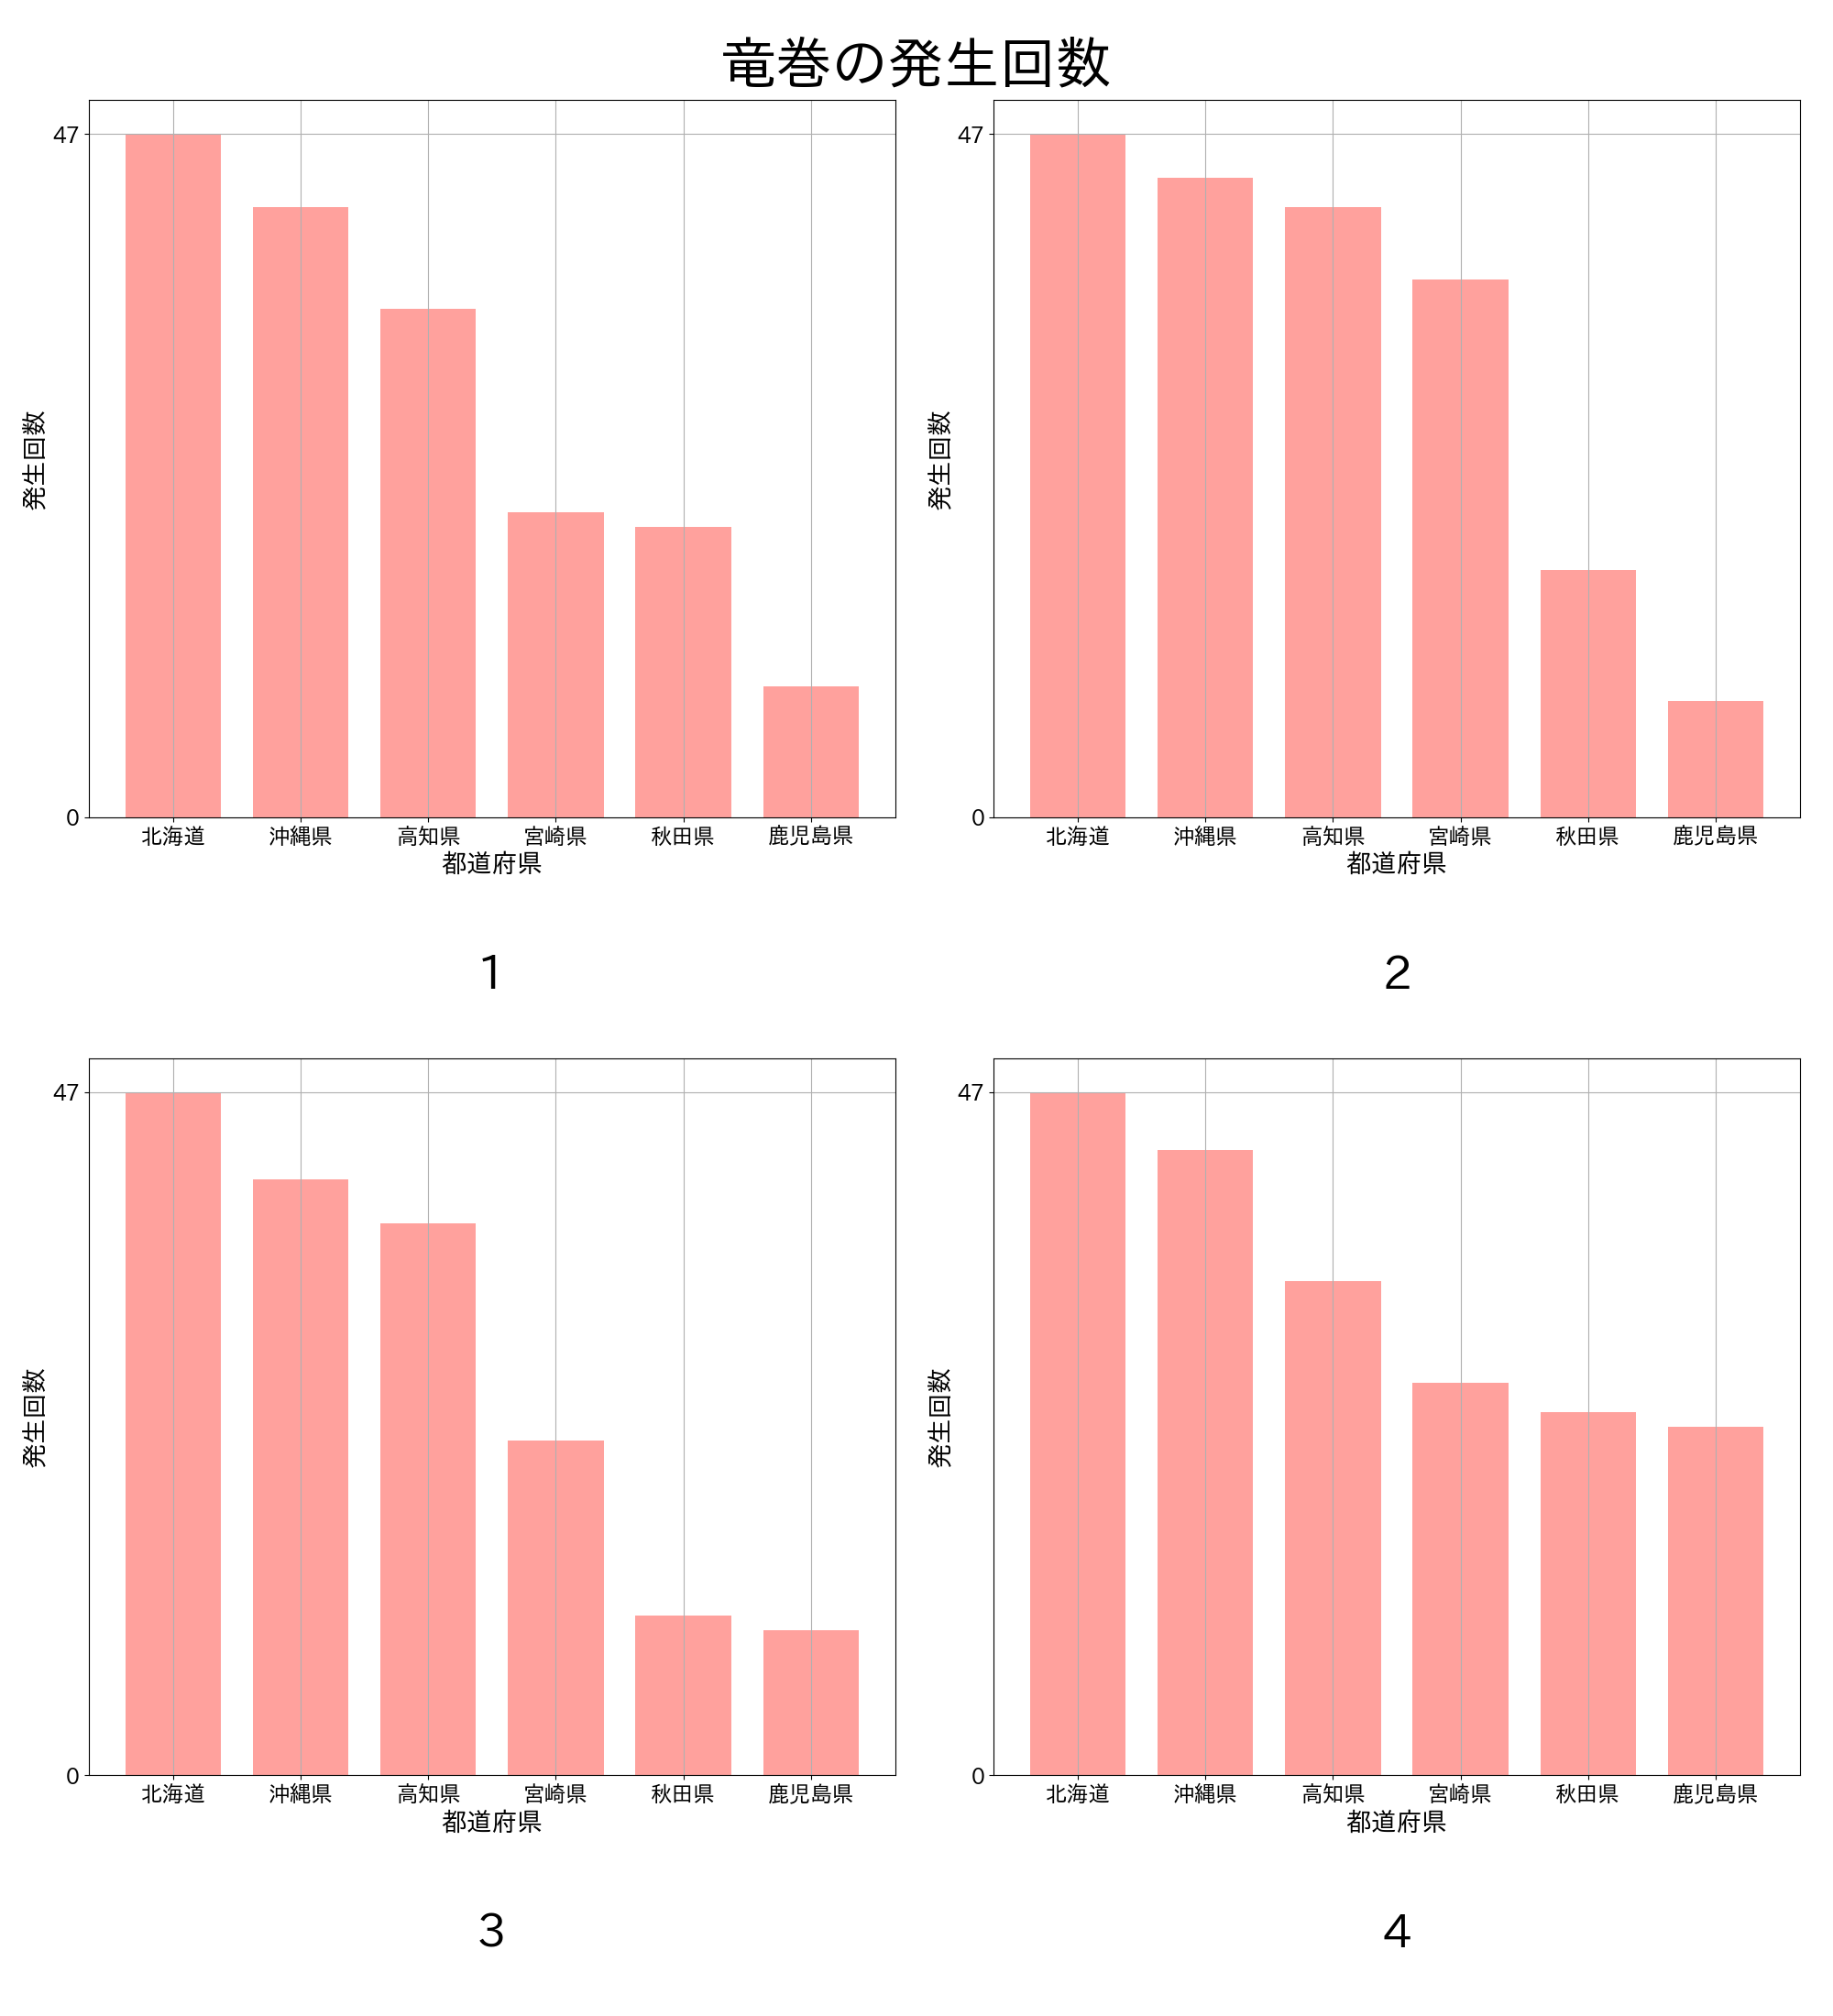 竜巻の発生回数
47
0
発生回数
北海道 沖縄県 高知県 宮崎県 秋田県 鹿児島県
都道府県
1
47
0
発生回数
北海道 沖縄県 高知県 宮崎県 秋田県 鹿児島県
都道府県
2
47
0
発生回数
北海道 沖縄県 高知県 宮崎県 秋田県 鹿児島県
都道府県
3
47
0
発生回数
北海道 沖縄県 高知県 宮崎県 秋田県 鹿児島県
都道府県
4